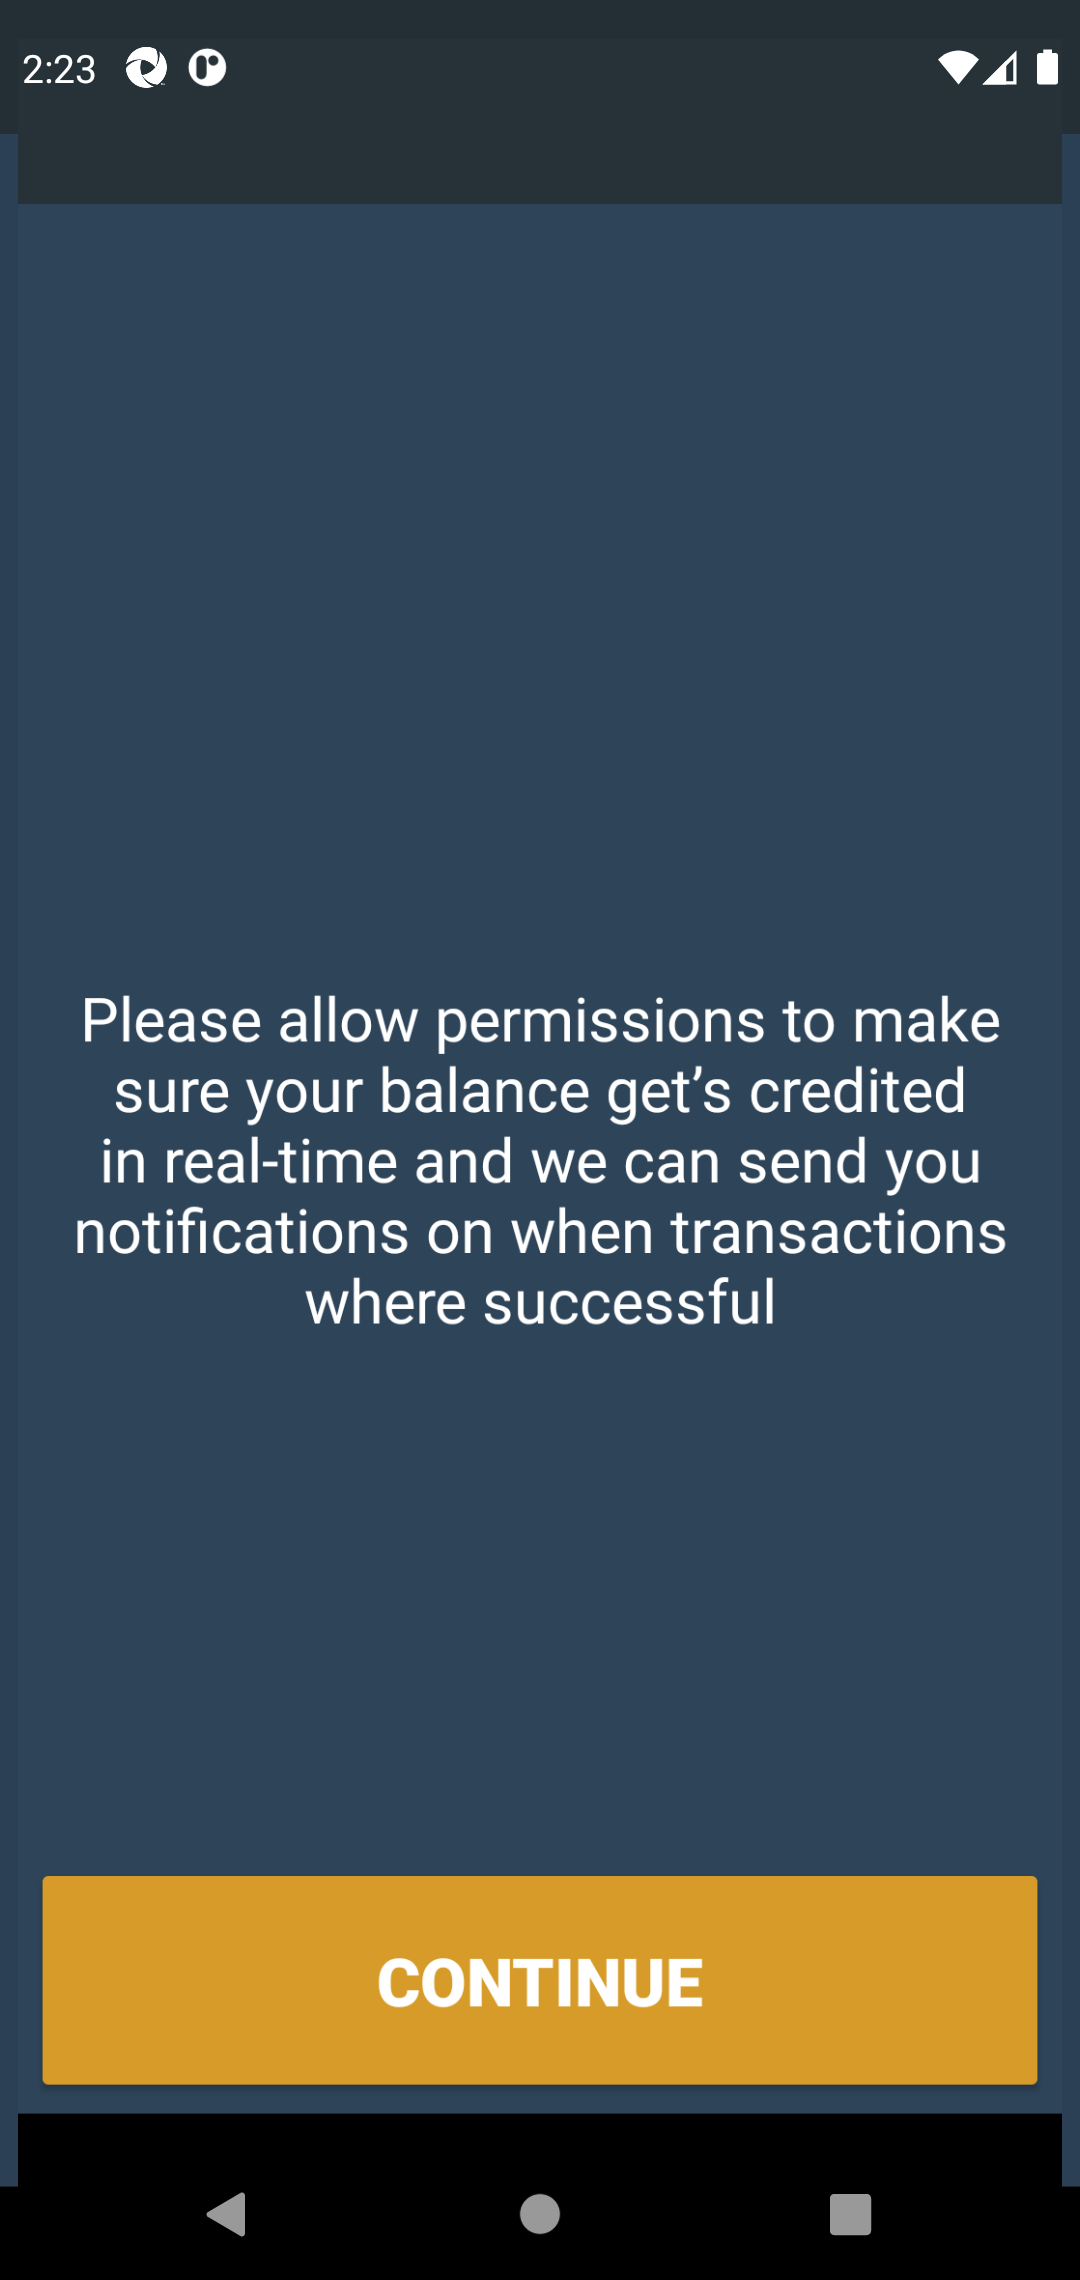 2:23
Please allow permissions to make
sure your balance get’s credited
in real-time and we can send you
notifications on when transactions
where successful
CONTINUE